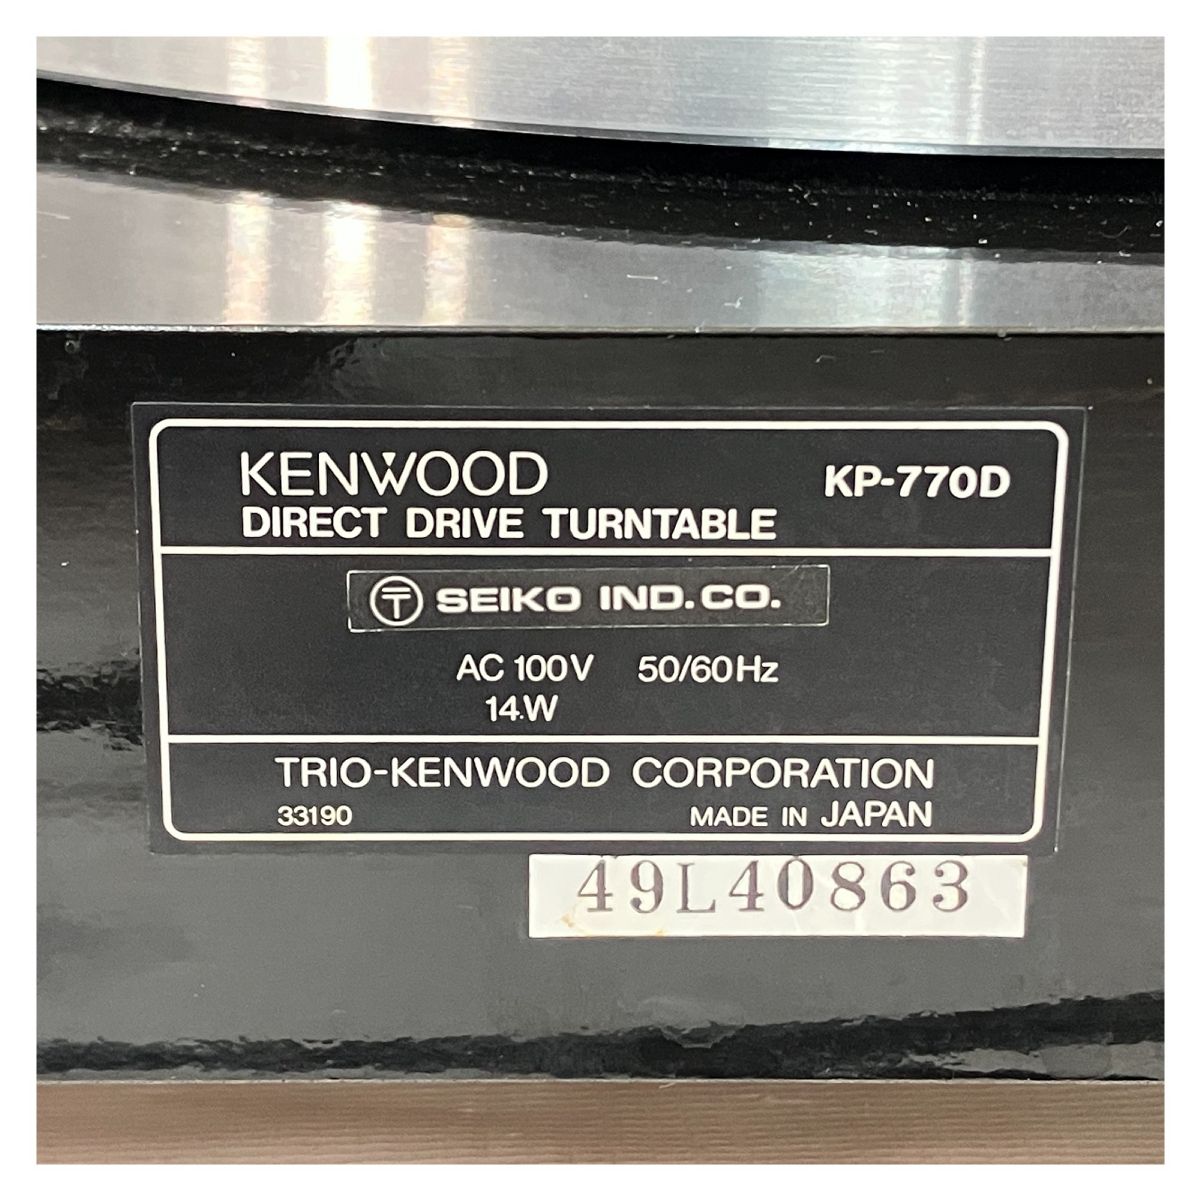 KENWOOD KP-770D
DIRECT DRIVE TURNTABLE
〒 SEIKO IND.CO.
AC 100V 50/60Hz
14.W
TRIO-KENWOOD CORPORATION
33190 MADE IN JAPAN
49L40863